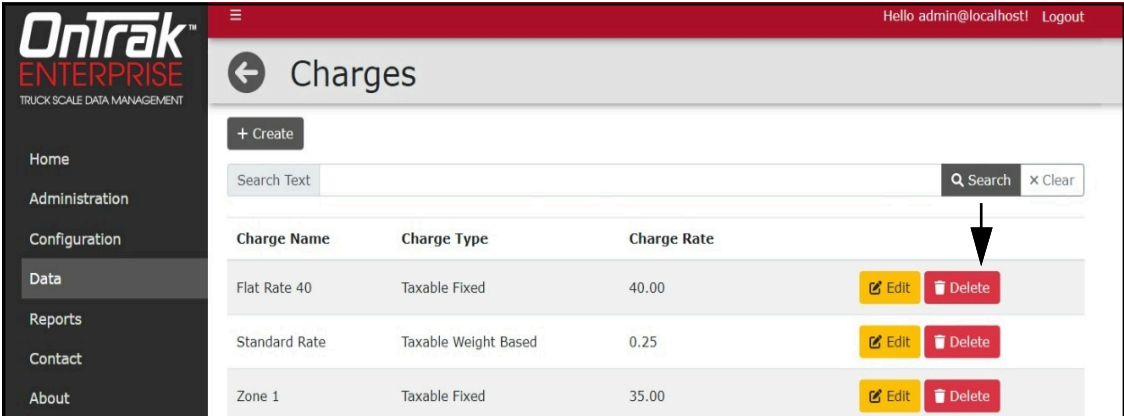 OnTrak™
ENTERPRISE
TRUCK SCALE DATA MANAGEMENT
Home
Administration
Configuration
Data
Reports
Contact
About
Hello admin@localhost! Logout
Charges
+ Create
Search Text Search × Clear
Charge Name Charge Type Charge Rate
Flat Rate 40 Taxable Fixed 40.00 Edit Delete
Standard Rate Taxable Weight Based 0.25 Edit Delete
Zone 1 Taxable Fixed 35.00 Edit Delete